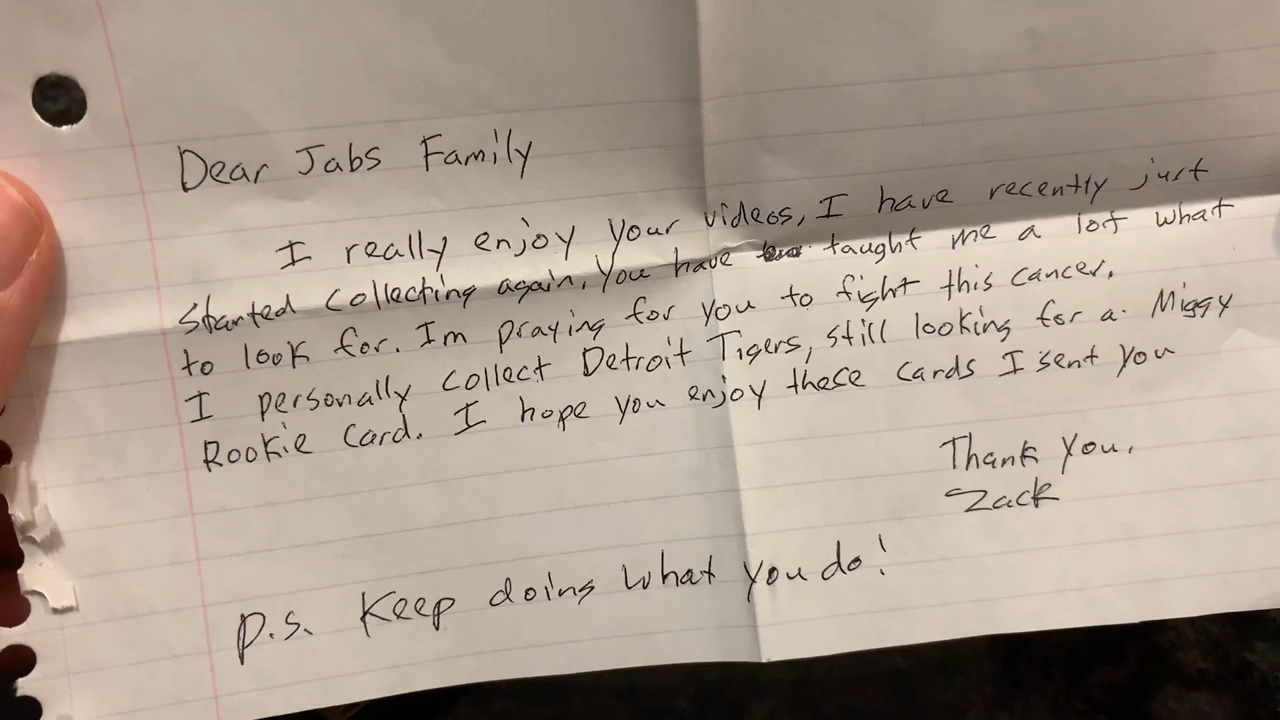 Dear Jabs Family
I really enjoy your videos, I have recently just
started collecting again. You have taught me a lot what
to look for. Im praying for you to fight this cancer.
I personally collect Detroit Tigers, still looking for a Miggy
Rookie Card. I hope you enjoy these cards I sent you
Thank you.
Zack
P.S. Keep doing what you do!